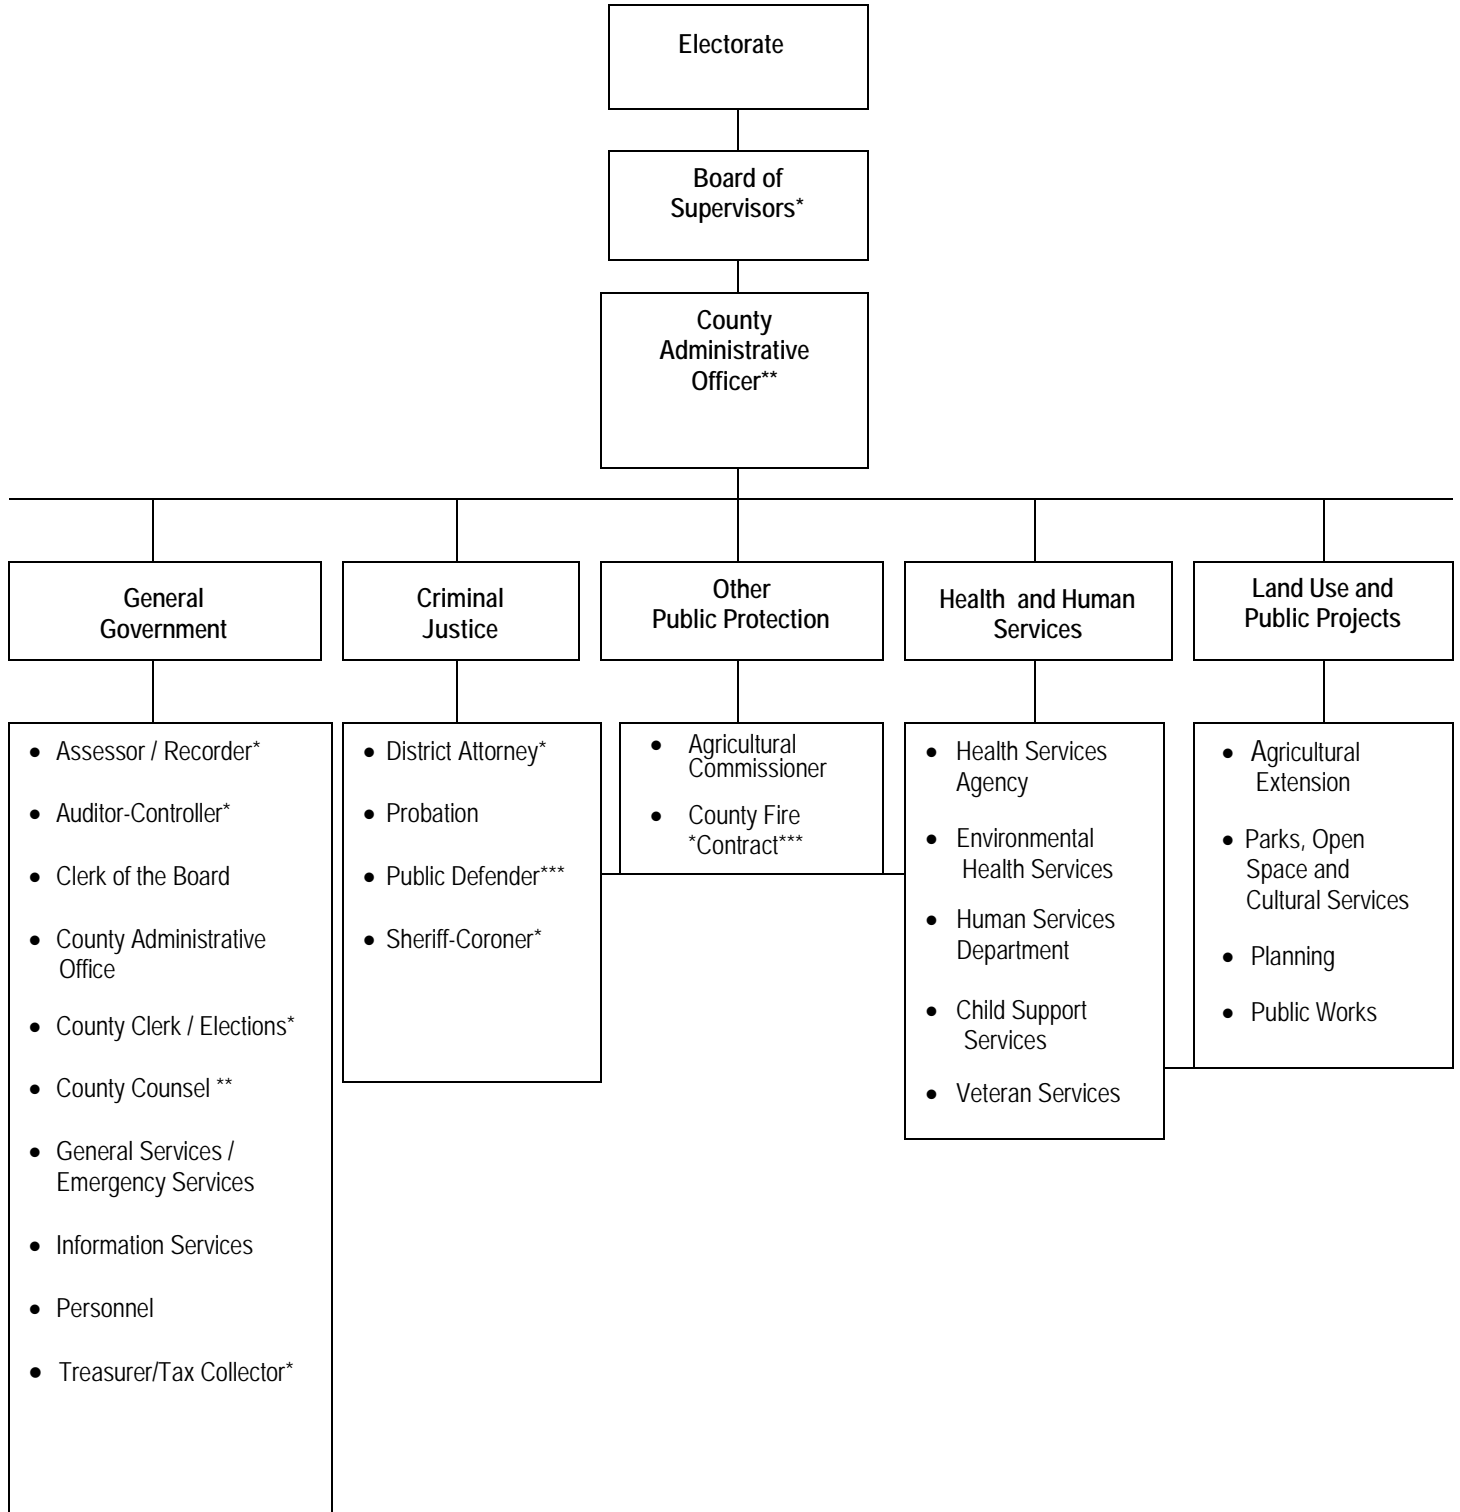 Electorate
Board of
Supervisors*
County
Administrative
Officer**
General
Government
Criminal
Justice
Other
Public Protection
Health and Human
Services
Land Use and
Public Projects
• Assessor / Recorder*
• Auditor-Controller*
• Clerk of the Board
• County Administrative
Office
• County Clerk / Elections*
• County Counsel **
• General Services /
Emergency Services
• Information Services
• Personnel
• Treasurer/Tax Collector*
• District Attorney*
• Probation
• Public Defender***
• Sheriff-Coroner*
• Agricultural
Commissioner
• County Fire
*Contract***
• Health Services
Agency
• Environmental
Health Services
• Human Services
Department
• Child Support
Services
• Veteran Services
• Agricultural
Extension
• Parks, Open
Space and
Cultural Services
• Planning
• Public Works